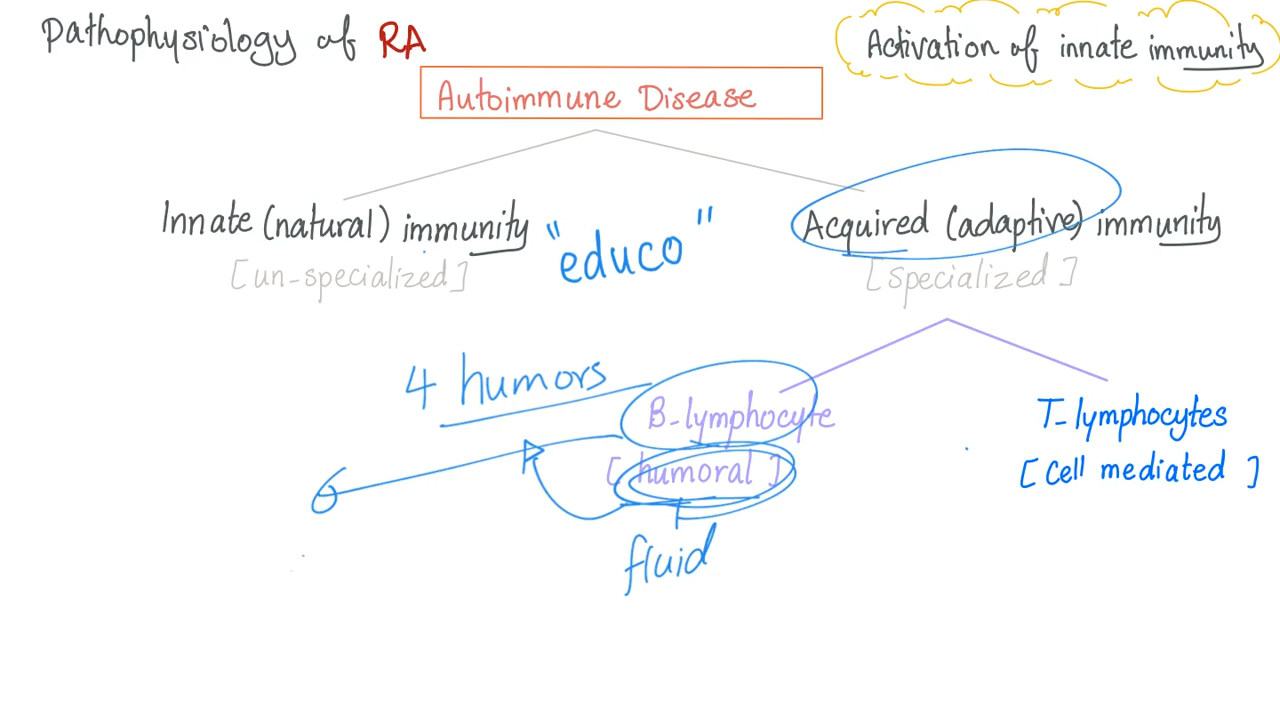 Pathophysiology of RA
Activation of innate immunity
Autoimmune Disease
Innate (natural) immunity
[un-specialized]
"educo"
Acquired (adaptive) immunity
[specialized]
4 humors
B-lymphocyte
[humoral]
fluid
T-lymphocytes
[Cell mediated]